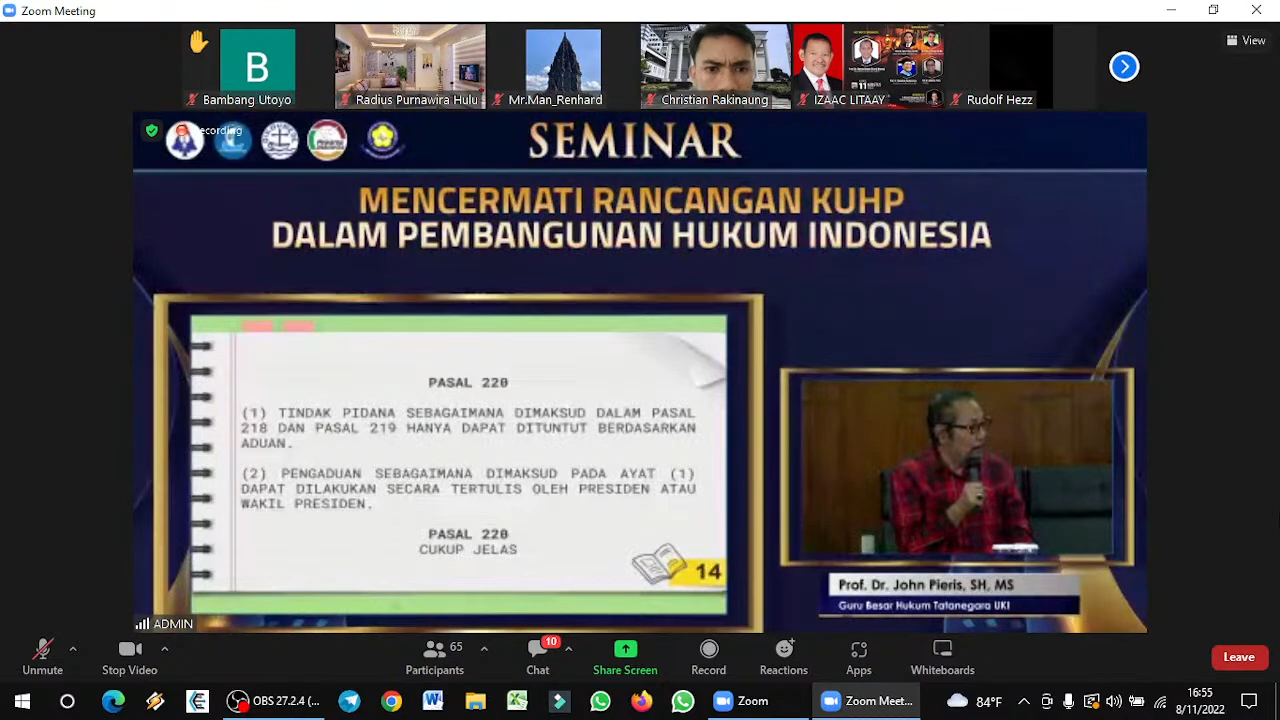 Zoom Meeting
View
B
Bambang Utoyo
Radius Purnawira Hulu
Mr.Man_Renhard
Christian Rakinaung
IZAAC LITAAY
11
Rudolf Hezz
Recording
SEMINAR
MENCERMATI RANCANGAN KUHP
DALAM PEMBANGUNAN HUKUM INDONESIA
PASAL 220
(1) TINDAK PIDANA SEBAGAIMANA DIMAKSUD DALAM PASAL
218 DAN PASAL 219 HANYA DAPAT DITUNTUT BERDASARKAN
ADUAN.
(2) PENGADUAN SEBAGAIMANA DIMAKSUD PADA AYAT (1)
DAPAT DILAKUKAN SECARA TERTULIS OLEH PRESIDEN ATAU
WAKIL PRESIDEN.
PASAL 220
CUKUP JELAS
14
Prof. Dr. John Pieris, SH, MS
Guru Besar Hukum Tatanegara UKI
ADMIN
Unmute
Stop Video
Participants
65
Chat
10
Share Screen
Record
Reactions
Apps
Whiteboards
Leave
OBS 27.2.4 (...
Zoom
Zoom Meet...
84°F
16:55
8/11/2022